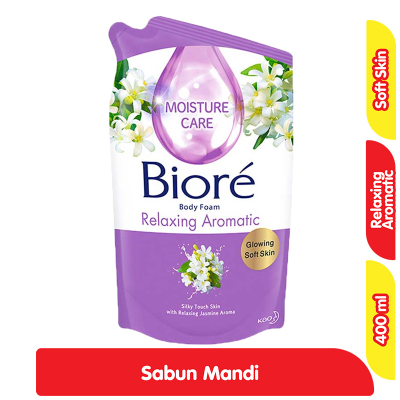 MOISTURE
CARE
Bioré
Body Foam
Relaxing Aromatic
Glowing
Soft Skin
Silky Touch Skin
with Relaxing Jasmine Aroma
Kao
Sabun Mandi
Soft Skin
Relaxing
Aromatic
400 ml